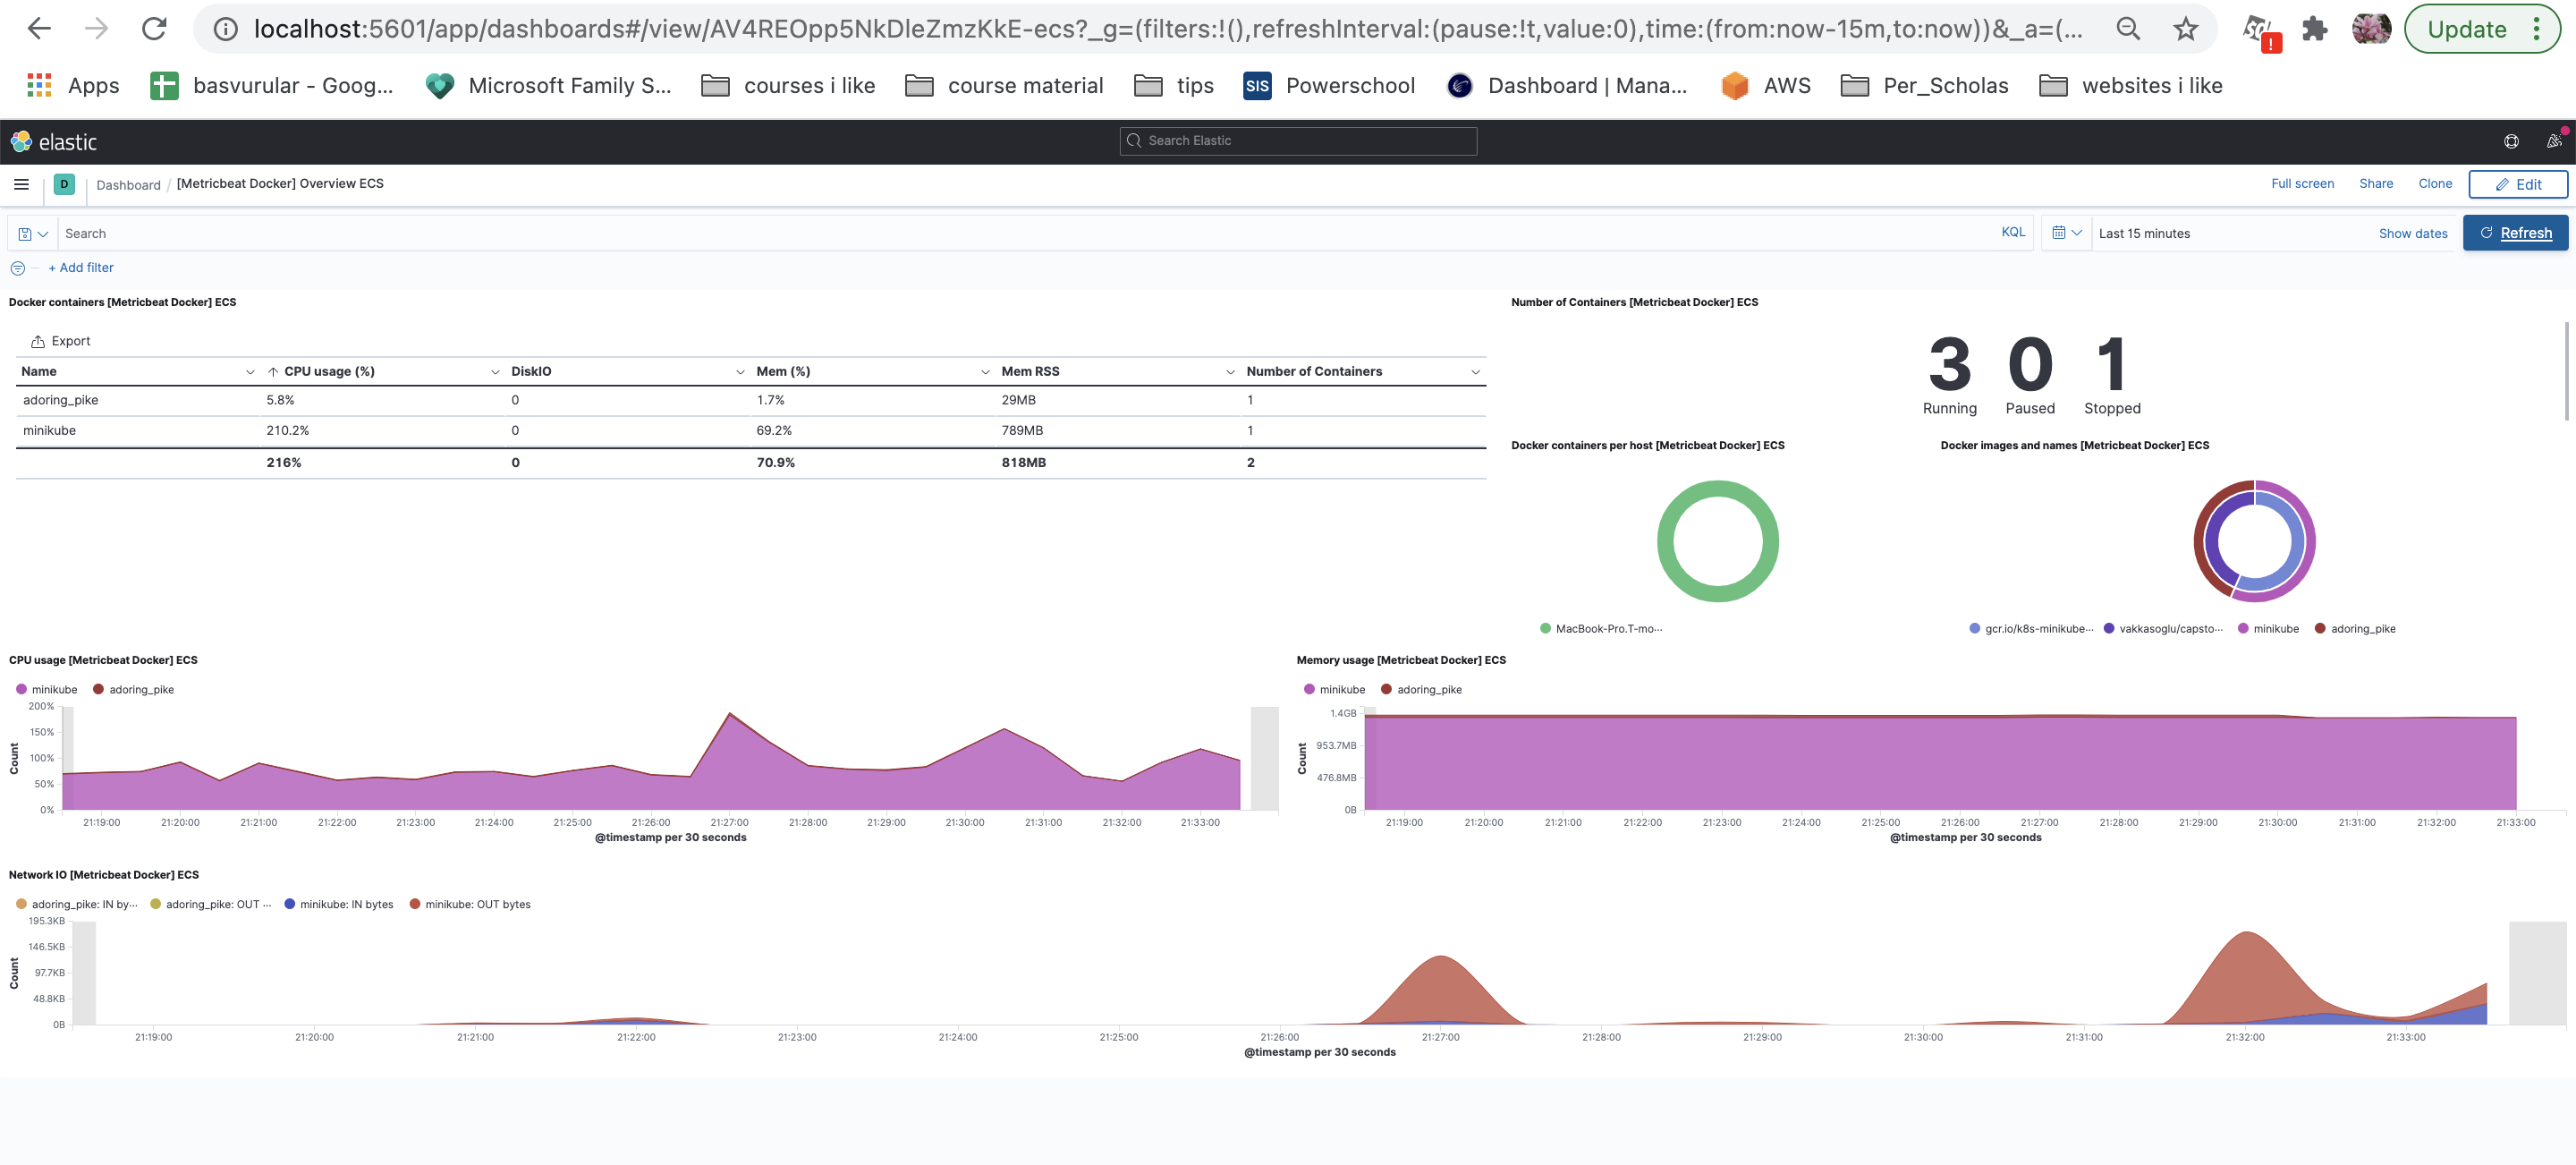 localhost:5601/app/dashboards#/view/AV4REOpp5NkDleZmzKkE-ecs?_g=(filters:!(),refreshInterval:(pause:!t,value:0),time:(from:now-15m,to:now))&_a=(...
Update
Apps basvurular - Goog... Microsoft Family S... courses i like course material tips SIS Powerschool Dashboard | Mana... AWS Per_Scholas websites i like
elastic Search Elastic
D Dashboard / [Metricbeat Docker] Overview ECS Full screen Share Clone Edit
Search KQL Last 15 minutes Show dates Refresh
+ Add filter
Docker containers [Metricbeat Docker] ECS
Export
Name CPU usage (%) DiskIO Mem (%) Mem RSS Number of Containers
adoring_pike 5.8% 0 1.7% 29MB 1
minikube 210.2% 0 69.2% 789MB 1
216% 0 70.9% 818MB 2
Number of Containers [Metricbeat Docker] ECS
3 0 1
Running Paused Stopped
Docker containers per host [Metricbeat Docker] ECS
MacBook-Pro.T-mo...
Docker images and names [Metricbeat Docker] ECS
gcr.io/k8s-minikube... vakkasoglu/capsto... minikube adoring_pike
CPU usage [Metricbeat Docker] ECS
minikube adoring_pike
200%
150%
100%
50%
0%
Count
21:19:00 21:20:00 21:21:00 21:22:00 21:23:00 21:24:00 21:25:00 21:26:00 21:27:00 21:28:00 21:29:00 21:30:00 21:31:00 21:32:00 21:33:00
@timestamp per 30 seconds
Memory usage [Metricbeat Docker] ECS
minikube adoring_pike
1.4GB
953.7MB
476.8MB
0B
Count
21:19:00 21:20:00 21:21:00 21:22:00 21:23:00 21:24:00 21:25:00 21:26:00 21:27:00 21:28:00 21:29:00 21:30:00 21:31:00 21:32:00 21:33:00
@timestamp per 30 seconds
Network IO [Metricbeat Docker] ECS
adoring_pike: IN by... adoring_pike: OUT ... minikube: IN bytes minikube: OUT bytes
195.3KB
146.5KB
97.7KB
48.8KB
0B
Count
21:19:00 21:20:00 21:21:00 21:22:00 21:23:00 21:24:00 21:25:00 21:26:00 21:27:00 21:28:00 21:29:00 21:30:00 21:31:00 21:32:00 21:33:00
@timestamp per 30 seconds